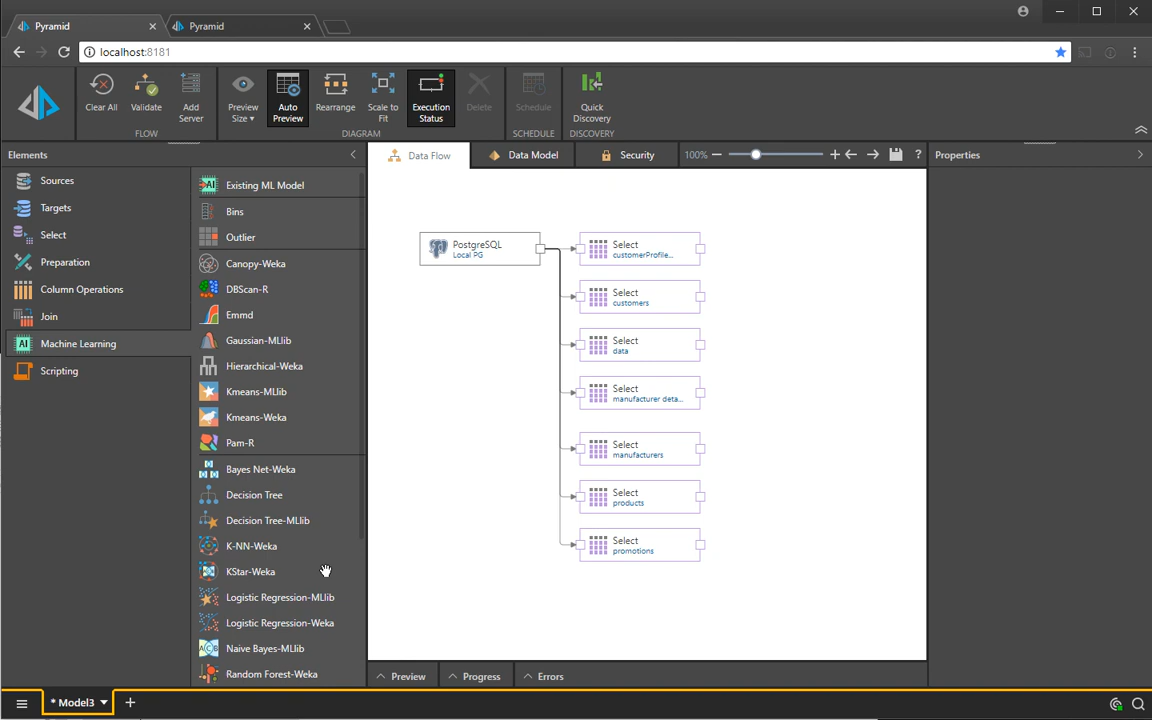 Pyramid
Pyramid
localhost:8181
Clear All
Validate
Add Server
FLOW
Preview Size
Auto Preview
Rearrange
Scale to Fit
Execution Status
Delete
DIAGRAM
Schedule
SCHEDULE
Quick Discovery
DISCOVERY
Elements
Data Flow
Data Model
Security
100%
?
Properties
Sources
Targets
Select
Preparation
Column Operations
Join
AI Machine Learning
Scripting
AI Existing ML Model
Bins
Outlier
Canopy-Weka
DBScan-R
Emmd
Gaussian-MLlib
Hierarchical-Weka
Kmeans-MLlib
Kmeans-Weka
Pam-R
Bayes Net-Weka
Decision Tree
Decision Tree-MLlib
K-NN-Weka
KStar-Weka
Logistic Regression-MLlib
Logistic Regression-Weka
Naive Bayes-MLlib
Random Forest-Weka
PostgreSQL
Local PG
Select
customerProfile...
Select
customers
Select
data
Select
manufacturer deta...
Select
manufacturers
Select
products
Select
promotions
Preview
Progress
Errors
* Model3